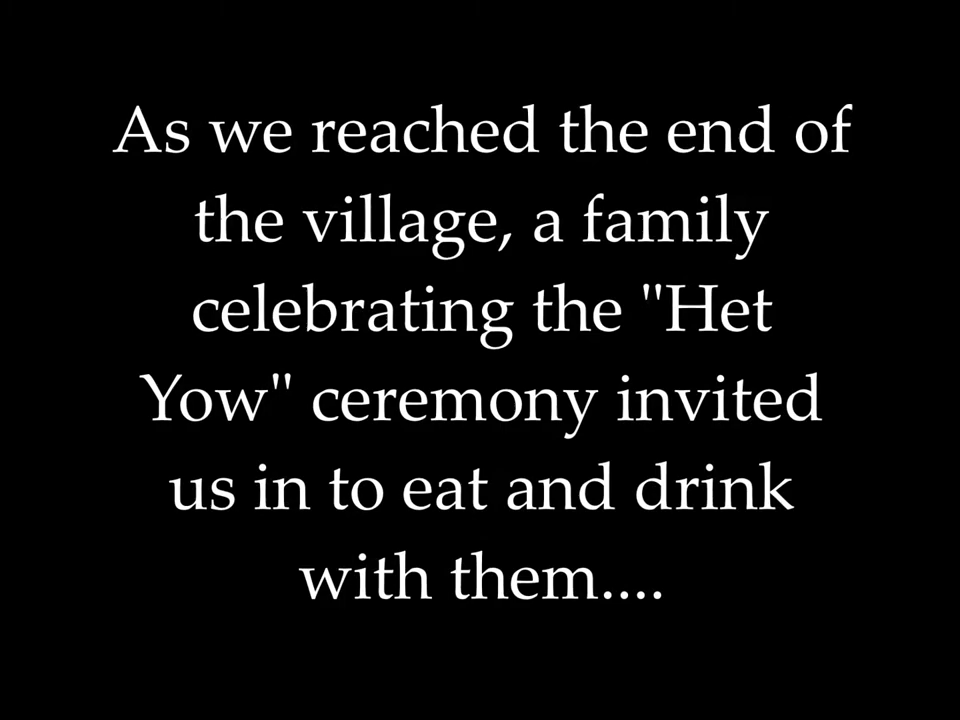 As we reached the end of
the village, a family
celebrating the "Het
Yow" ceremony invited
us in to eat and drink
with them....